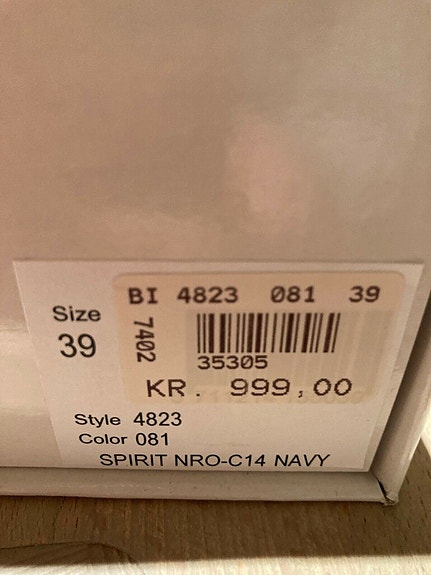 BI 4823 081 39
Size
39
7402
35305
KR. 999,00
Style 4823
Color 081
SPIRIT NRO-C14 NAVY